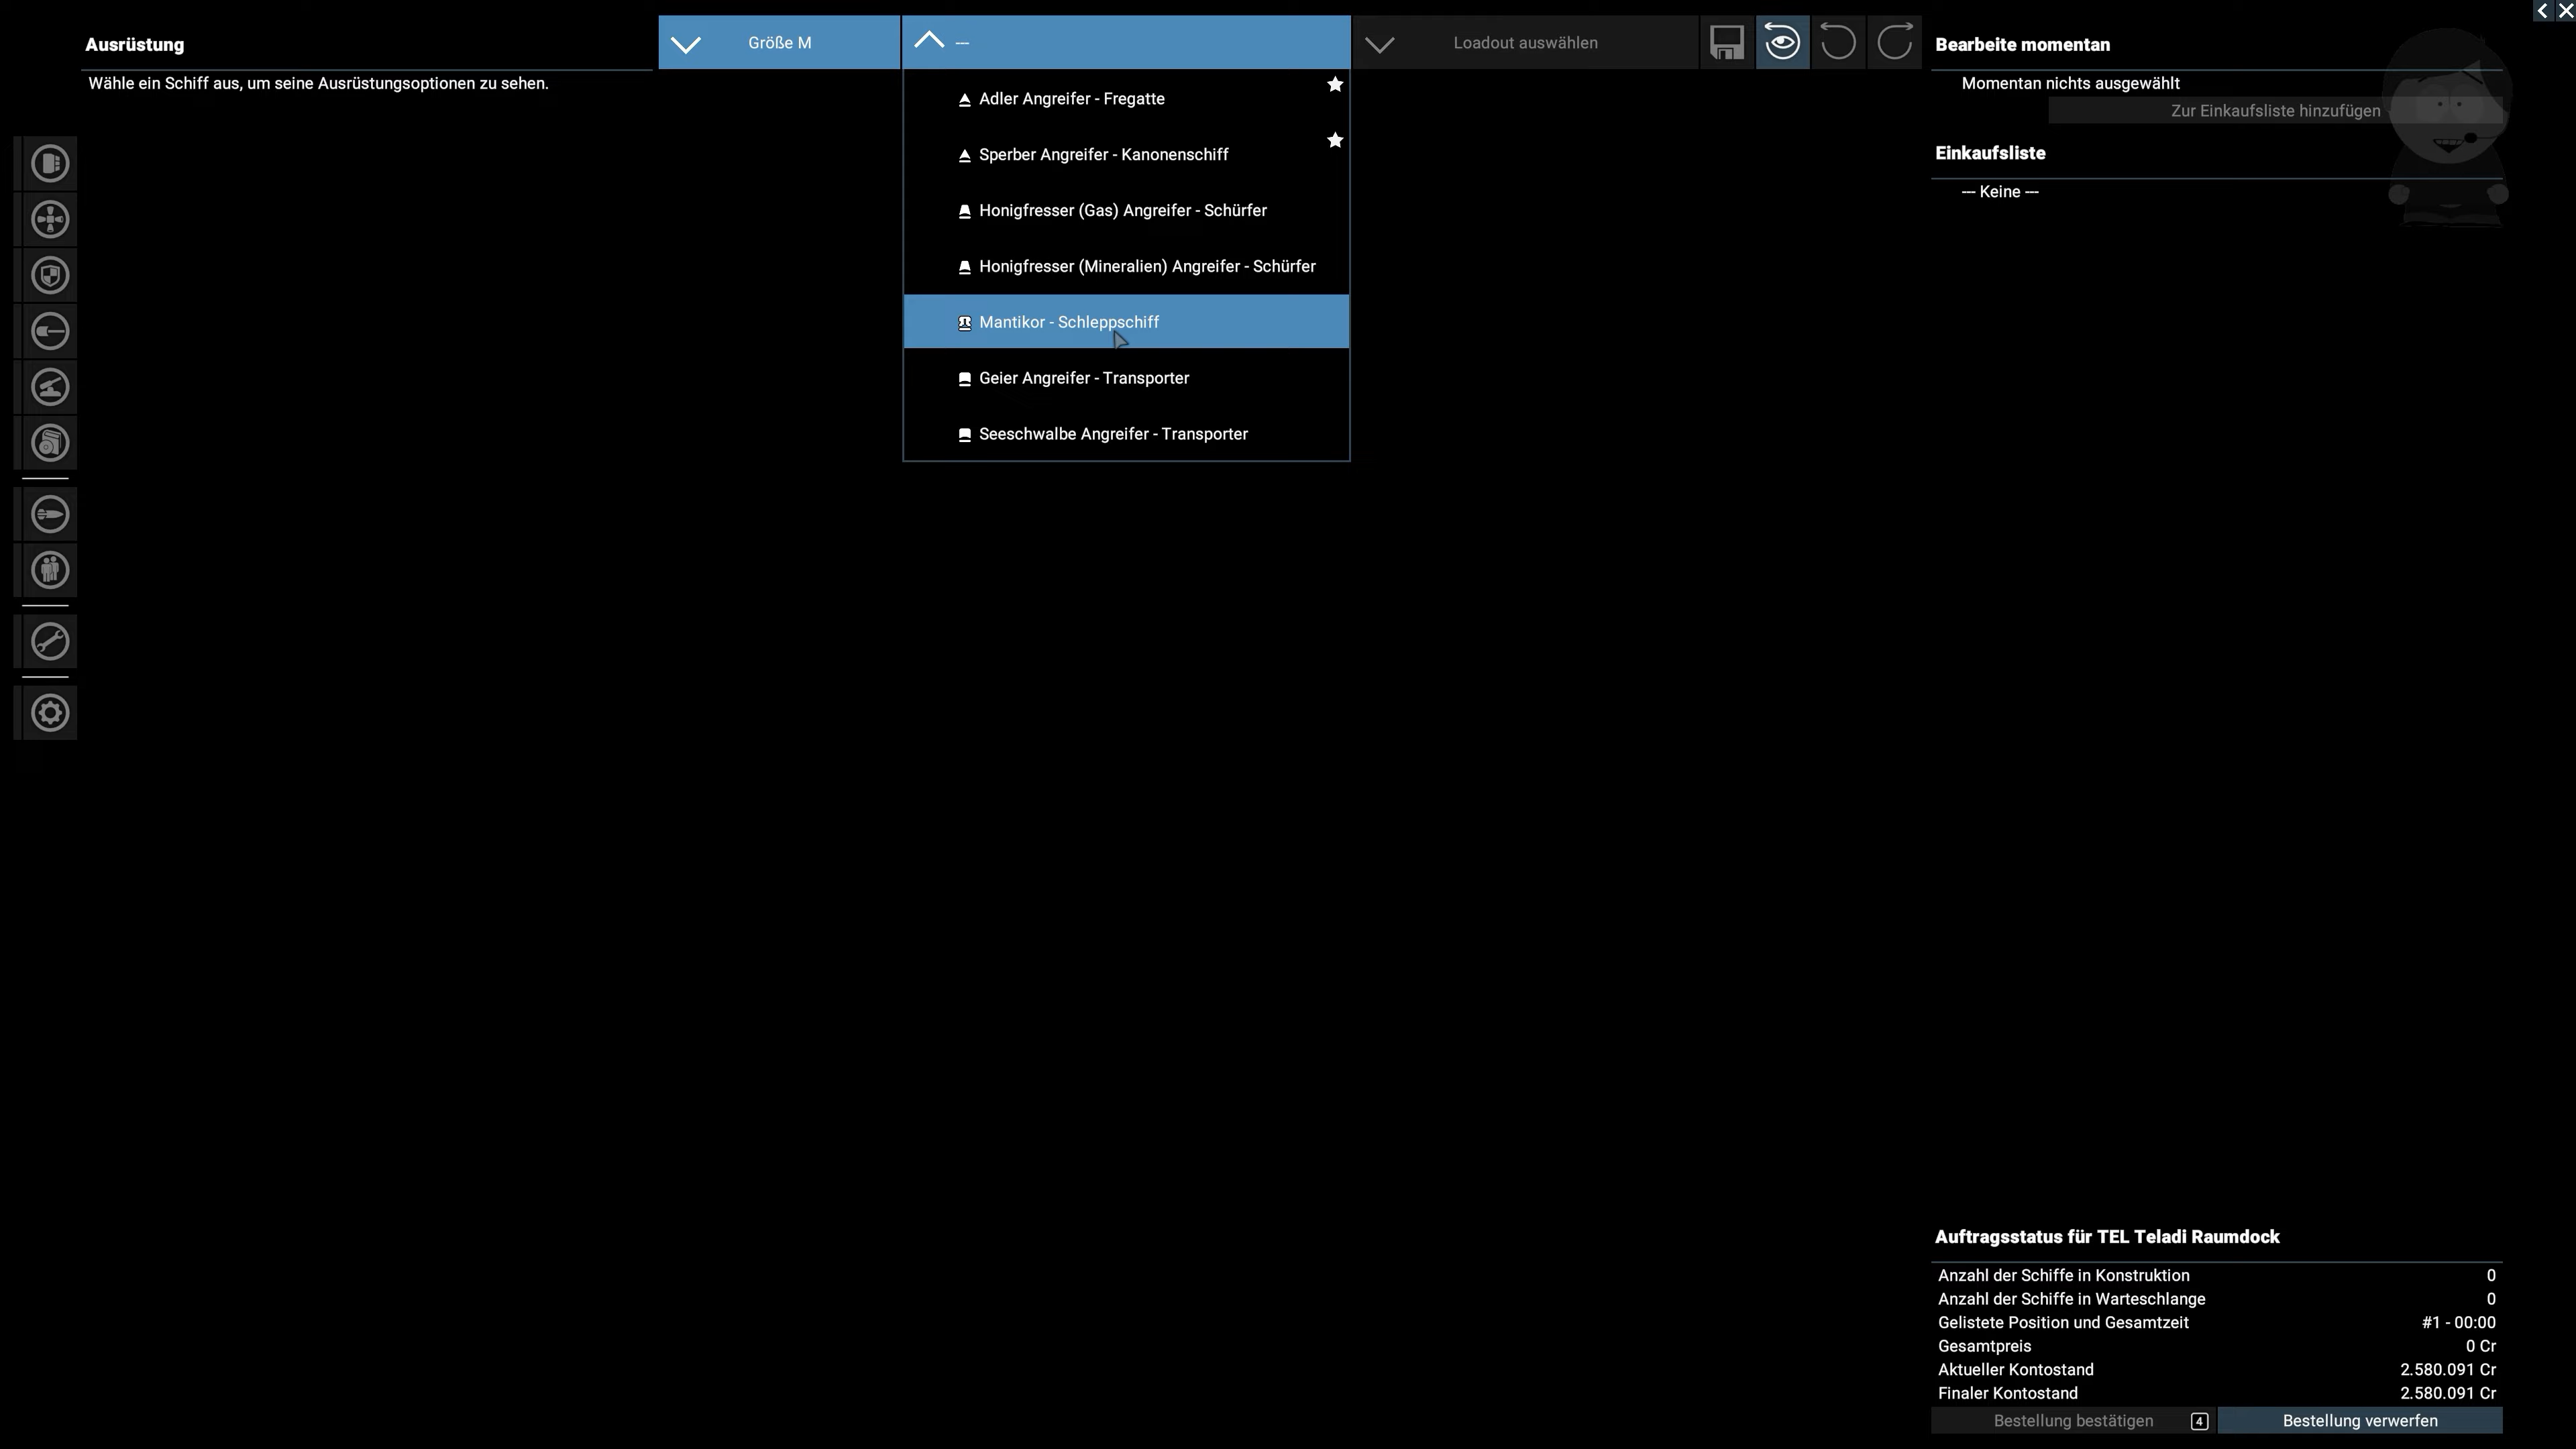 Ausrüstung
Wähle ein Schiff aus, um seine Ausrüstungsoptionen zu sehen.
Größe M
---
Adler Angreifer - Fregatte
Sperber Angreifer - Kanonenschiff
Honigfresser (Gas) Angreifer - Schürfer
Honigfresser (Mineralien) Angreifer - Schürfer
Mantikor - Schleppschiff
Geier Angreifer - Transporter
Seeschwalbe Angreifer - Transporter
Loadout auswählen
Bearbeite momentan
Momentan nichts ausgewählt
Zur Einkaufsliste hinzufügen
Einkaufsliste
--- Keine ---
Auftragsstatus für TEL Teladi Raumdock
Anzahl der Schiffe in Konstruktion 0
Anzahl der Schiffe in Warteschlange 0
Gelistete Position und Gesamtzeit #1 - 00:00
Gesamtpreis 0 Cr
Aktueller Kontostand 2.580.091 Cr
Finaler Kontostand 2.580.091 Cr
Bestellung bestätigen 4 Bestellung verwerfen